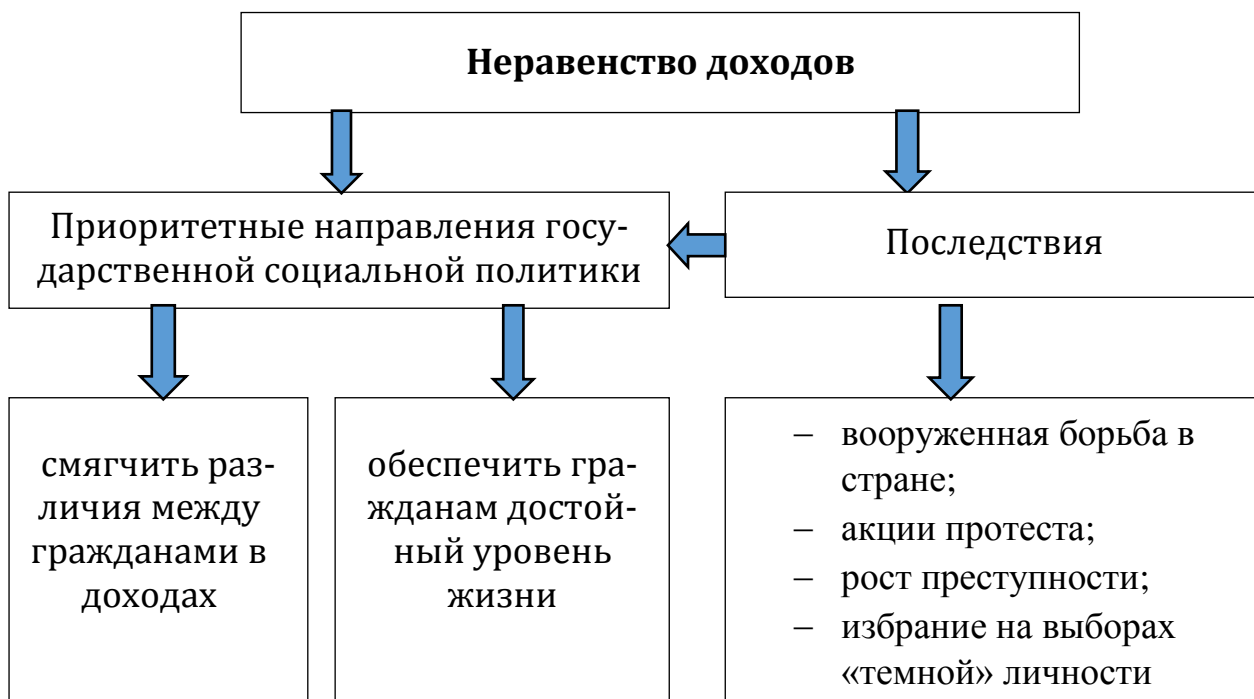 Неравенство доходов
Приоритетные направления госу-
дарственной социальной политики
Последствия
смягчить раз-
личия между
гражданами в
доходах
обеспечить гра-
жданам достой-
ный уровень
жизни
– вооруженная борьба в
стране;
– акции протеста;
– рост преступности;
– избрание на выборах
«темной» личности